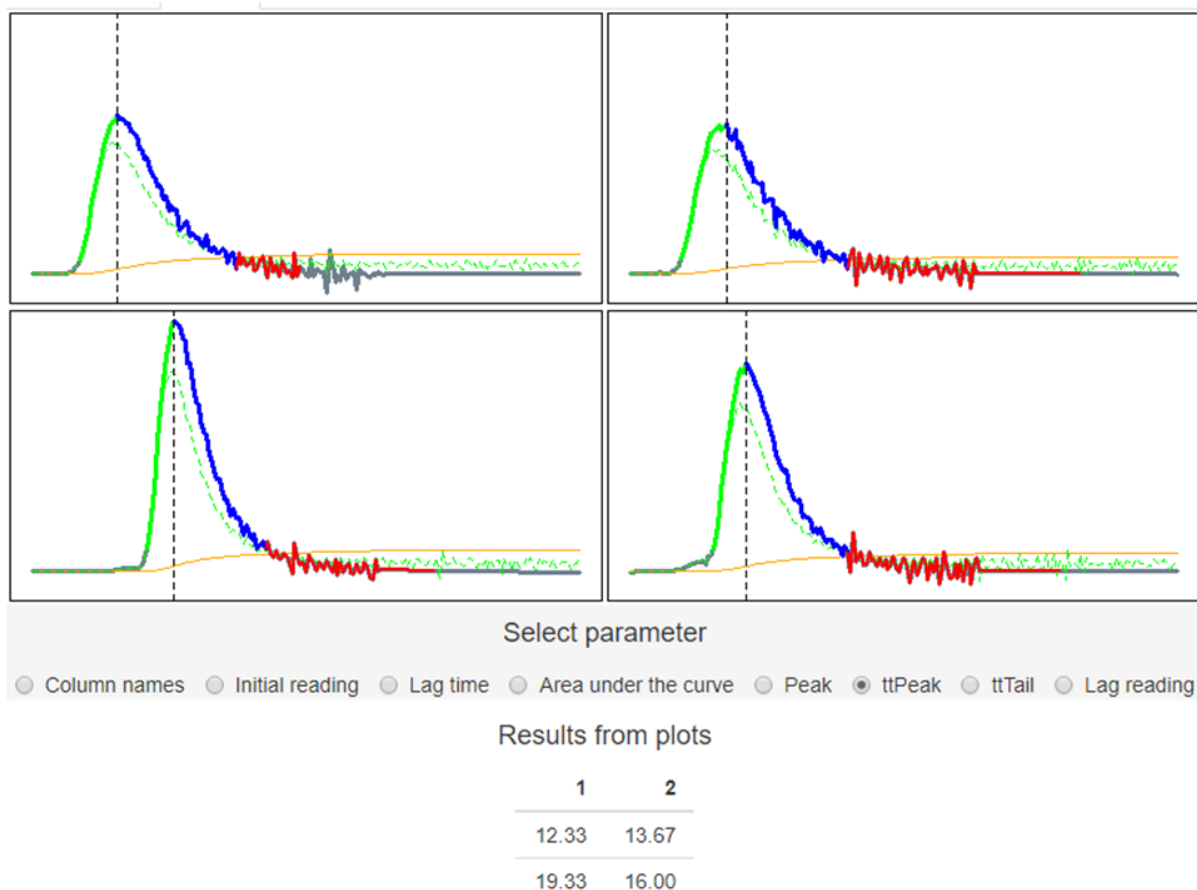 Select parameter
Column names Initial reading Lag time Area under the curve Peak ttPeak ttTail Lag reading
Results from plots
1 2
12.33 13.67
19.33 16.00